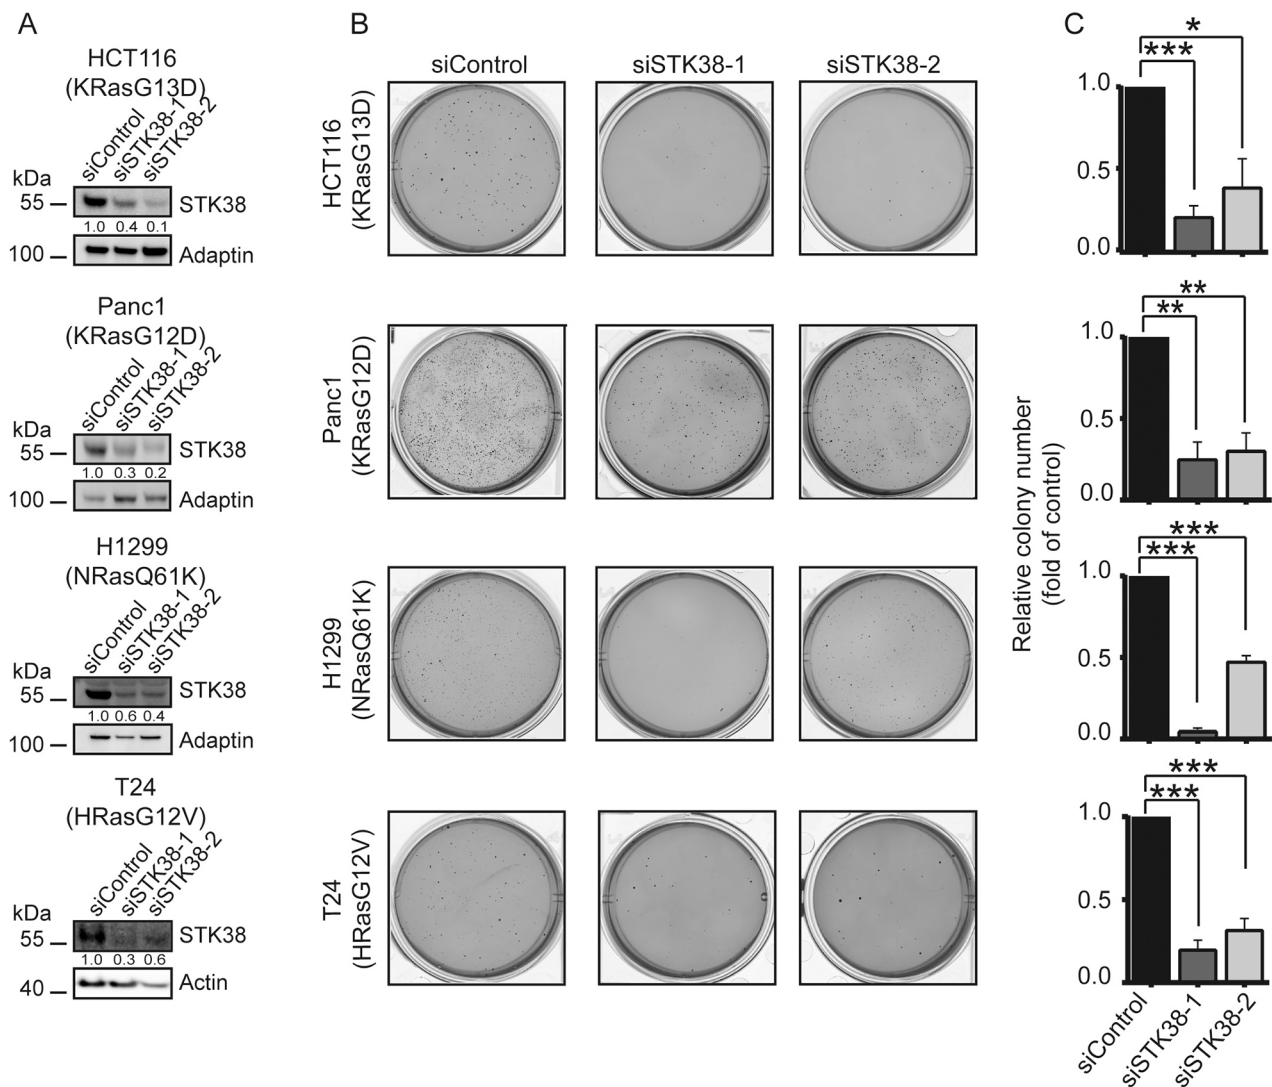 A
HCT116
(KRasG13D)
siControl
siSTK38-1
siSTK38-2
kDa
55
STK38
1.0 0.4 0.1
100
Adaptin
Panc1
(KRasG12D)
siControl
siSTK38-1
siSTK38-2
kDa
55
STK38
1.0 0.3 0.2
100
Adaptin
H1299
(NRasQ61K)
siControl
siSTK38-1
siSTK38-2
kDa
55
STK38
1.0 0.6 0.4
100
Adaptin
T24
(HRasG12V)
siControl
siSTK38-1
siSTK38-2
kDa
55
STK38
1.0 0.3 0.6
40
Actin
B
siControl
siSTK38-1
siSTK38-2
HCT116
(KRasG13D)
Panc1
(KRasG12D)
H1299
(NRasQ61K)
T24
(HRasG12V)
C
Relative colony number
(fold of control)
*
***
1.0
0.5
0.0
**
**
1.0
0.5
0.0
***
***
1.0
0.5
0.0
***
***
1.0
0.5
0.0
siControl
siSTK38-1
siSTK38-2